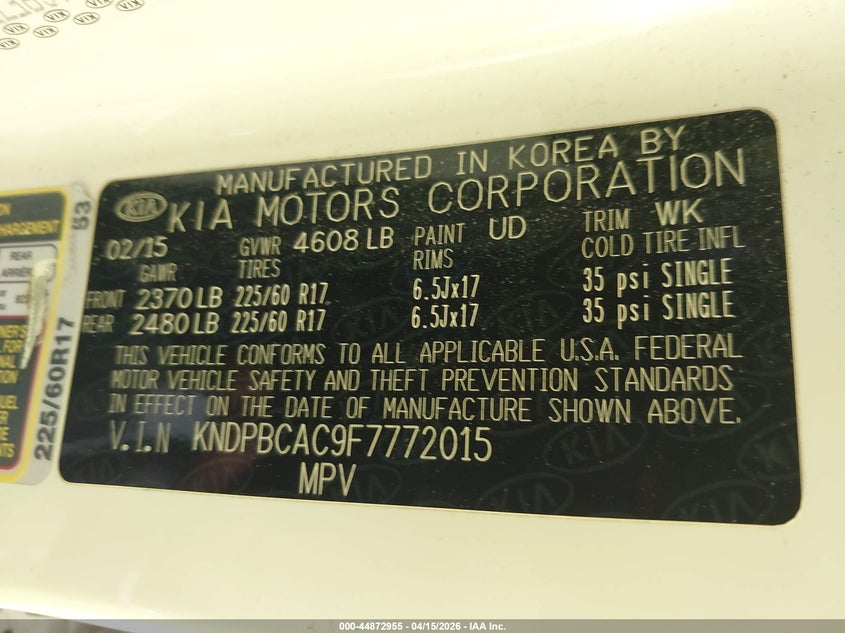 MANUFACTURED IN KOREA BY
KIA KIA MOTORS CORPORATION
02/15 GVWR 4608 LB PAINT UD TRIM WK
GAWR TIRES RIMS COLD TIRE INFL
FRONT 2370 LB 225/60 R17 6.5Jx17 35 psi SINGLE
REAR 2480 LB 225/60 R17 6.5Jx17 35 psi SINGLE
THIS VEHICLE CONFORMS TO ALL APPLICABLE U.S.A. FEDERAL
MOTOR VEHICLE SAFETY AND THEFT PREVENTION STANDARDS
IN EFFECT ON THE DATE OF MANUFACTURE SHOWN ABOVE.
V.I.N KNDPBCAC9F7772015
MPV
225/60R17
53
REAR
000-44872955 - 04/15/2026 - IAA Inc.